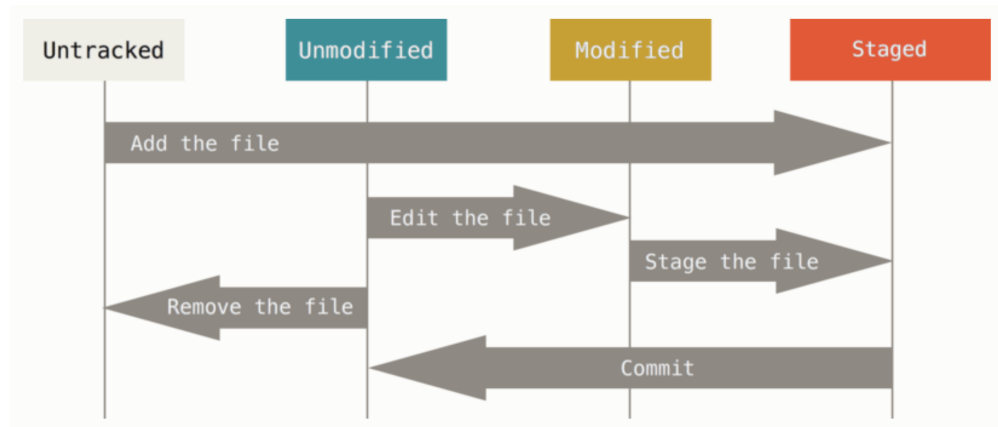 Untracked
Unmodified
Modified
Staged
Add the file
Edit the file
Stage the file
Remove the file
Commit